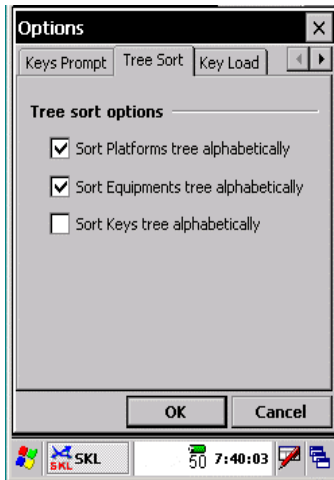 Options
Keys Prompt Tree Sort Key Load
Tree sort options
Sort Platforms tree alphabetically
Sort Equipments tree alphabetically
Sort Keys tree alphabetically
OK Cancel
SKL SKL 50 7:40:03